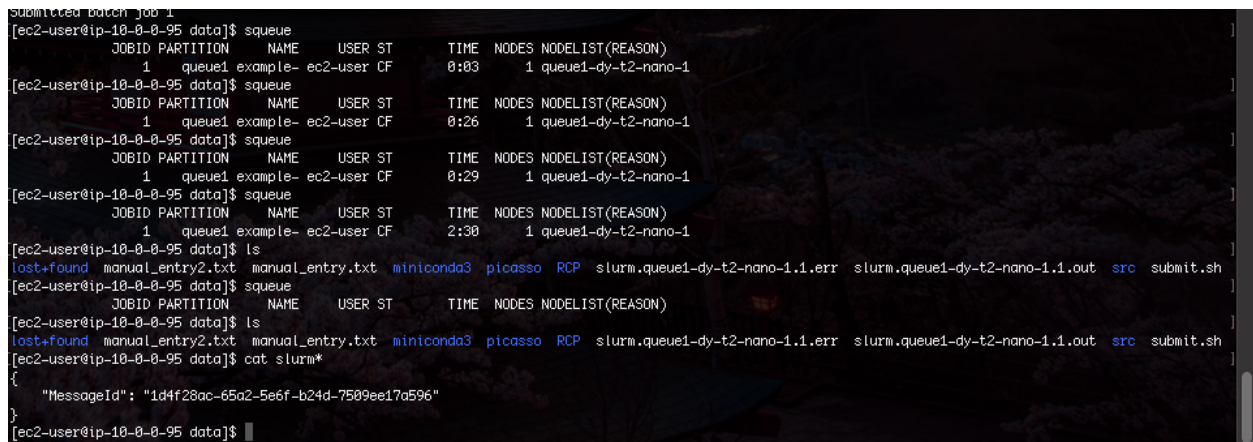 Submitted batch job 1
[ec2-user@ip-10-0-0-95 data]$ squeue
JOBID PARTITION NAME USER ST TIME NODES NODELIST(REASON)
1 queue1 example- ec2-user CF 0:03 1 queue1-dy-t2-nano-1
[ec2-user@ip-10-0-0-95 data]$ squeue
JOBID PARTITION NAME USER ST TIME NODES NODELIST(REASON)
1 queue1 example- ec2-user CF 0:26 1 queue1-dy-t2-nano-1
[ec2-user@ip-10-0-0-95 data]$ squeue
JOBID PARTITION NAME USER ST TIME NODES NODELIST(REASON)
1 queue1 example- ec2-user CF 0:29 1 queue1-dy-t2-nano-1
[ec2-user@ip-10-0-0-95 data]$ squeue
JOBID PARTITION NAME USER ST TIME NODES NODELIST(REASON)
1 queue1 example- ec2-user CF 2:30 1 queue1-dy-t2-nano-1
[ec2-user@ip-10-0-0-95 data]$ ls
lost+found manual_entry2.txt manual_entry.txt miniconda3 picasso RCP slurm.queue1-dy-t2-nano-1.1.err slurm.queue1-dy-t2-nano-1.1.out src submit.sh
[ec2-user@ip-10-0-0-95 data]$ squeue
JOBID PARTITION NAME USER ST TIME NODES NODELIST(REASON)
[ec2-user@ip-10-0-0-95 data]$ ls
lost+found manual_entry2.txt manual_entry.txt miniconda3 picasso RCP slurm.queue1-dy-t2-nano-1.1.err slurm.queue1-dy-t2-nano-1.1.out src submit.sh
[ec2-user@ip-10-0-0-95 data]$ cat slurm*
{
"MessageId": "1d4f28ac-65a2-5e6f-b24d-7509ee17a596"
}
[ec2-user@ip-10-0-0-95 data]$